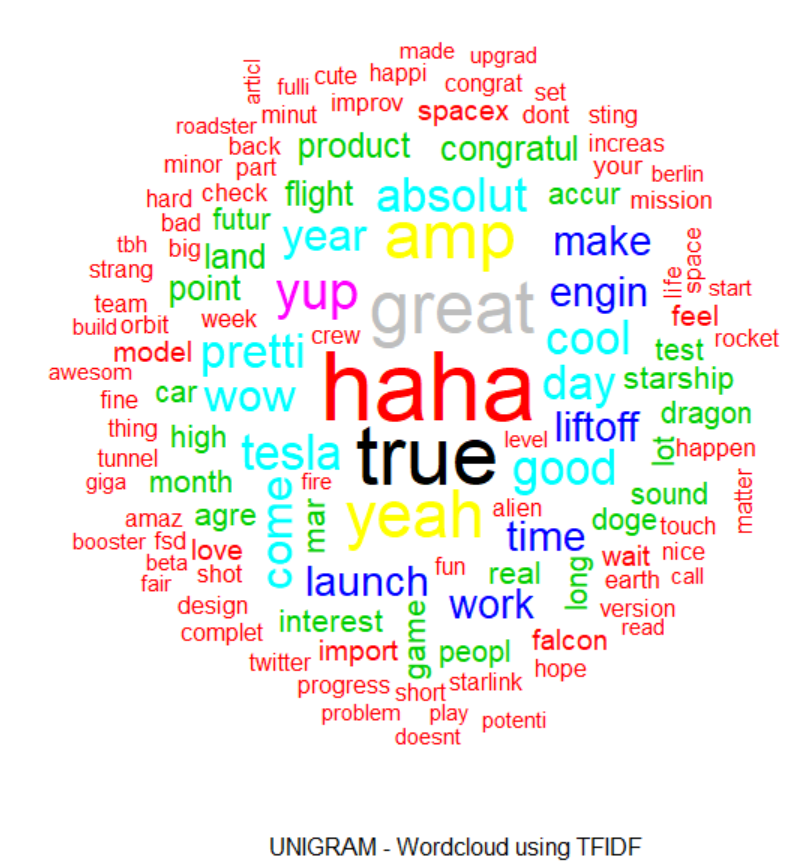 made upgrad
articl fulli cute happi congrat set
minut improv spacex dont sting
roadster back product congratul increas
minor part your berlin
hard check flight absolut accur mission
bad futur year amp make
tbh big land space
strang point yup great engin life start
team week feel
build orbit crew cool rocket
model pretti haha test
awesom car wow day starship
fine dragon
thing high true level liftoff lot happen
tunnel tesla good
giga month fire sound matter
amaz agre come mar yeah alien doge touch
booster fsd love time wait nice
beta shot launch fun real long earth call
fair
design work version
complet interest game read
twitter import peopl falcon
progress short starlink hope
problem play potenti
doesnt
UNIGRAM - Wordcloud using TFIDF